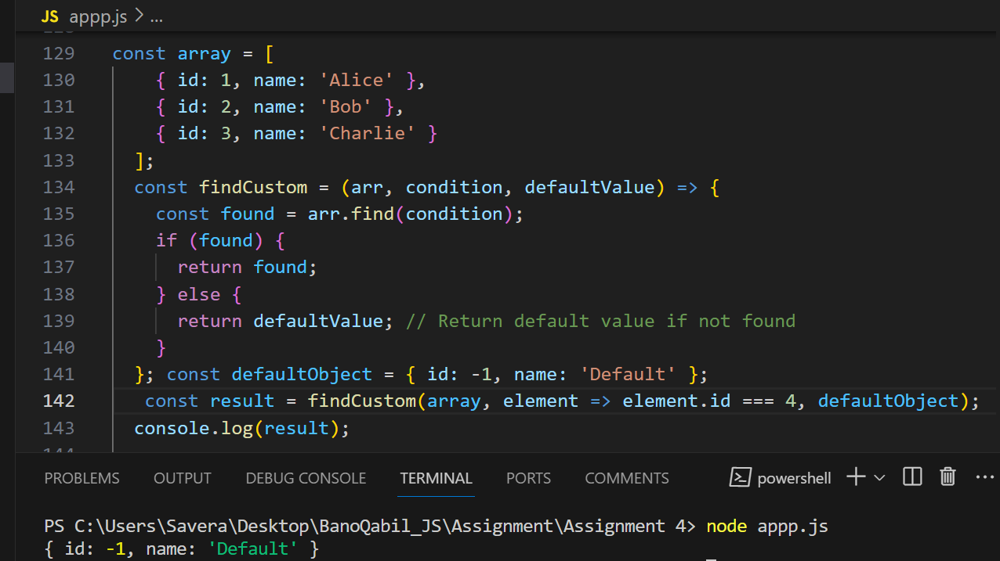 JS appp.js > ...
129 const array = [
130 { id: 1, name: 'Alice' },
131 { id: 2, name: 'Bob' },
132 { id: 3, name: 'Charlie' }
133 ];
134 const findCustom = (arr, condition, defaultValue) => {
135 const found = arr.find(condition);
136 if (found) {
137 return found;
138 } else {
139 return defaultValue; // Return default value if not found
140 }
141 }; const defaultObject = { id: -1, name: 'Default' };
142 const result = findCustom(array, element => element.id === 4, defaultObject);
143 console.log(result);
PROBLEMS OUTPUT DEBUG CONSOLE TERMINAL PORTS COMMENTS powershell
PS C:\Users\Savera\Desktop\BanoQabil_JS\Assignment\Assignment 4> node appp.js
{ id: -1, name: 'Default' }